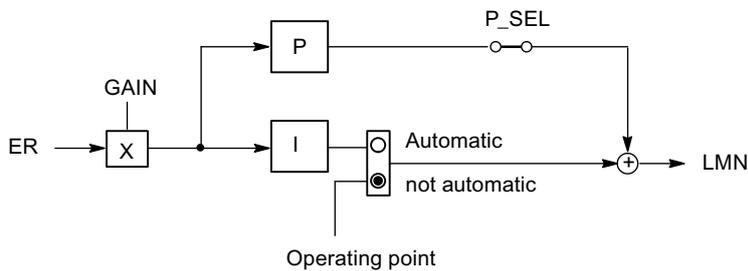 P_SEL
P
GAIN
ER
X
I
Automatic
not automatic
+
LMN
Operating point